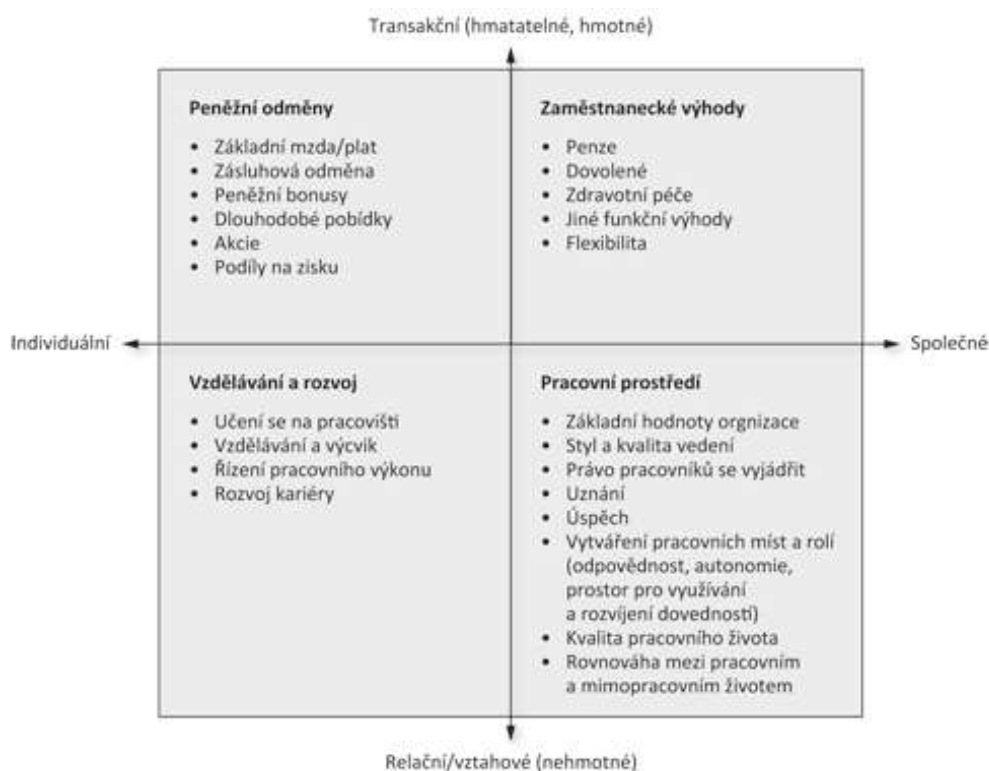 Transakční (hmatatelné, hmotné)
Peněžní odměny
• Základní mzda/plat
• Zásluhová odměna
• Peněžní bonusy
• Dlouhodobé pobídky
• Akcie
• Podíly na zisku
Zaměstnanecké výhody
• Penze
• Dovolené
• Zdravotní péče
• Jiné funkční výhody
• Flexibilita
Individuální
Společné
Vzdělávání a rozvoj
• Učení se na pracovišti
• Vzdělávání a výcvik
• Řízení pracovního výkonu
• Rozvoj kariéry
Pracovní prostředí
• Základní hodnoty orgnizace
• Styl a kvalita vedení
• Právo pracovníků se vyjádřit
• Uznání
• Úspěch
• Vytváření pracovních míst a rolí
(odpovědnost, autonomie,
prostor pro využívání
a rozvíjení dovedností)
• Kvalita pracovního života
• Rovnováha mezi pracovním
a mimopracovním životem
Relační/vztahové (nehmotné)